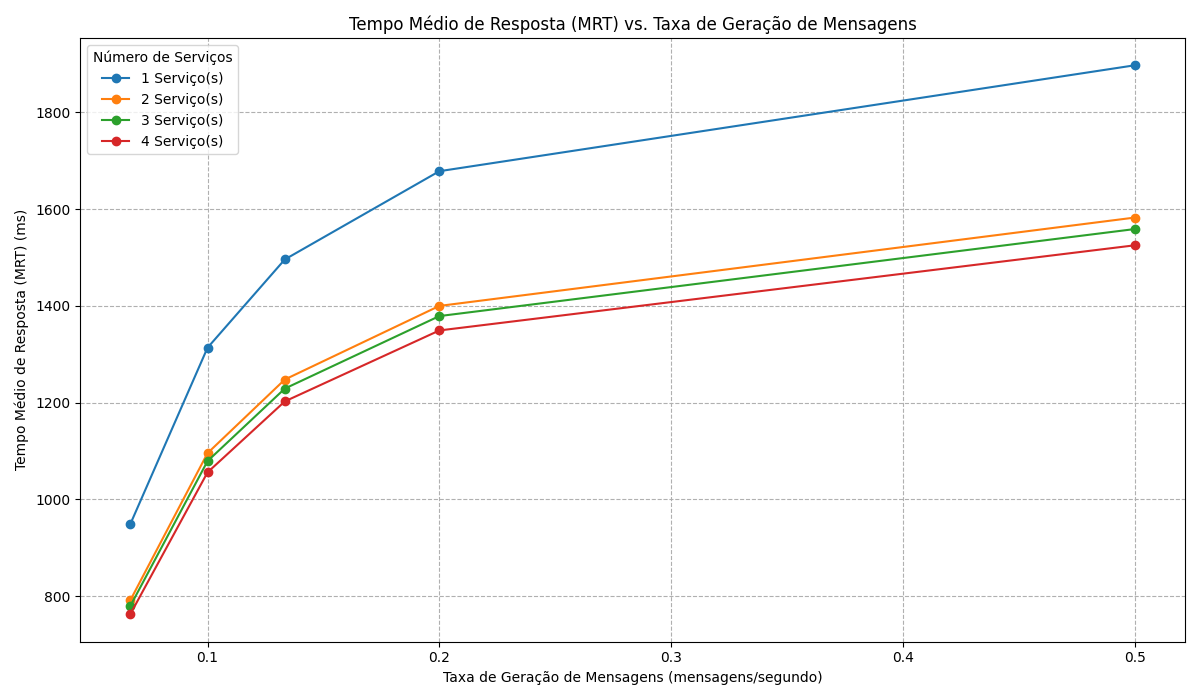 Tempo Médio de Resposta (MRT) vs. Taxa de Geração de Mensagens
Número de Serviços
1 Serviço(s)
2 Serviço(s)
3 Serviço(s)
4 Serviço(s)
Tempo Médio de Resposta (MRT) (ms)
1800
1600
1400
1200
1000
800
0.1 0.2 0.3 0.4 0.5
Taxa de Geração de Mensagens (mensagens/segundo)